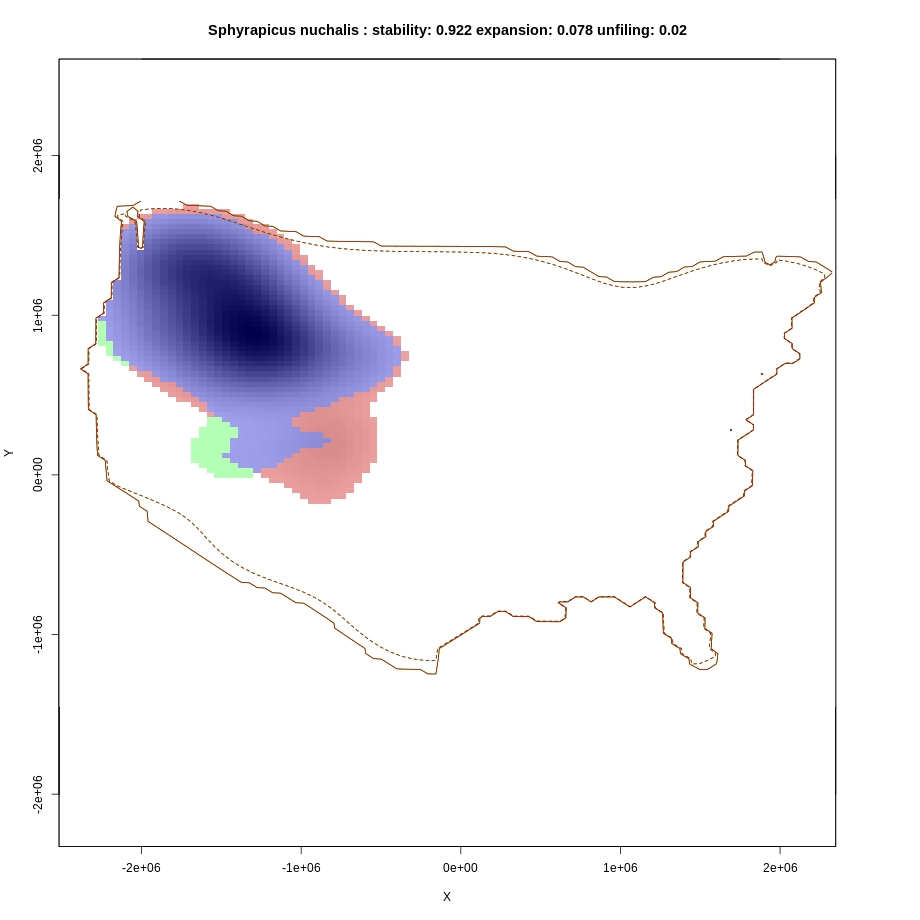 Sphyrapicus nuchalis : stability: 0.922 expansion: 0.078 unfiling: 0.02
2e+06
1e+06
0e+00
-1e+06
-2e+06
Y
-2e+06 -1e+06 0e+00 1e+06 2e+06
X